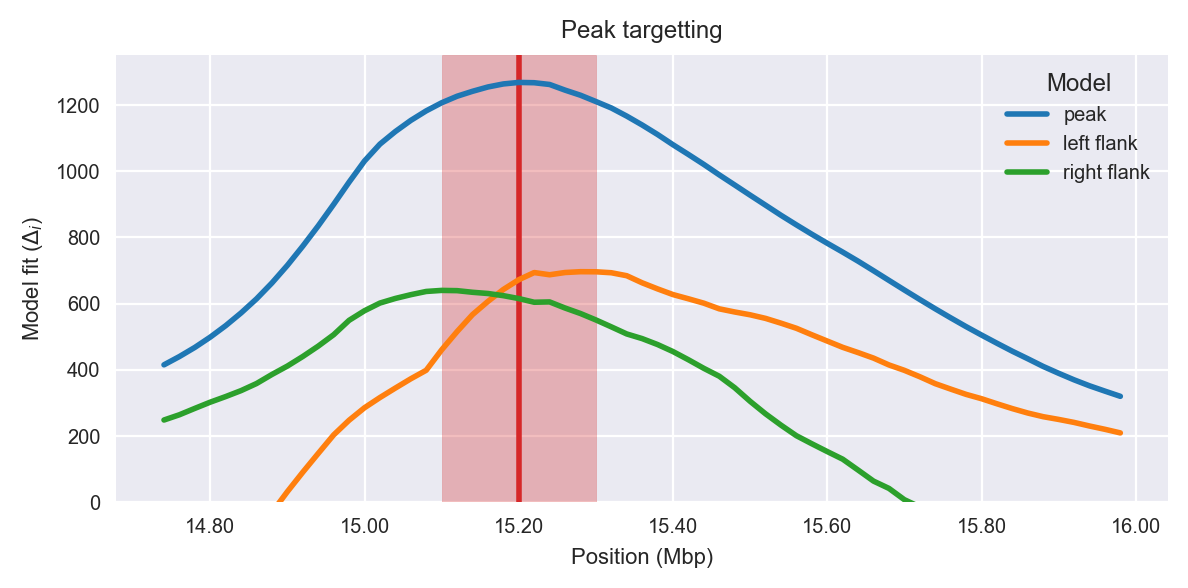 Peak targetting
Model fit (Δᵢ)
1200
1000
800
600
400
200
0
Model
peak
left flank
right flank
14.80 15.00 15.20 15.40 15.60 15.80 16.00
Position (Mbp)